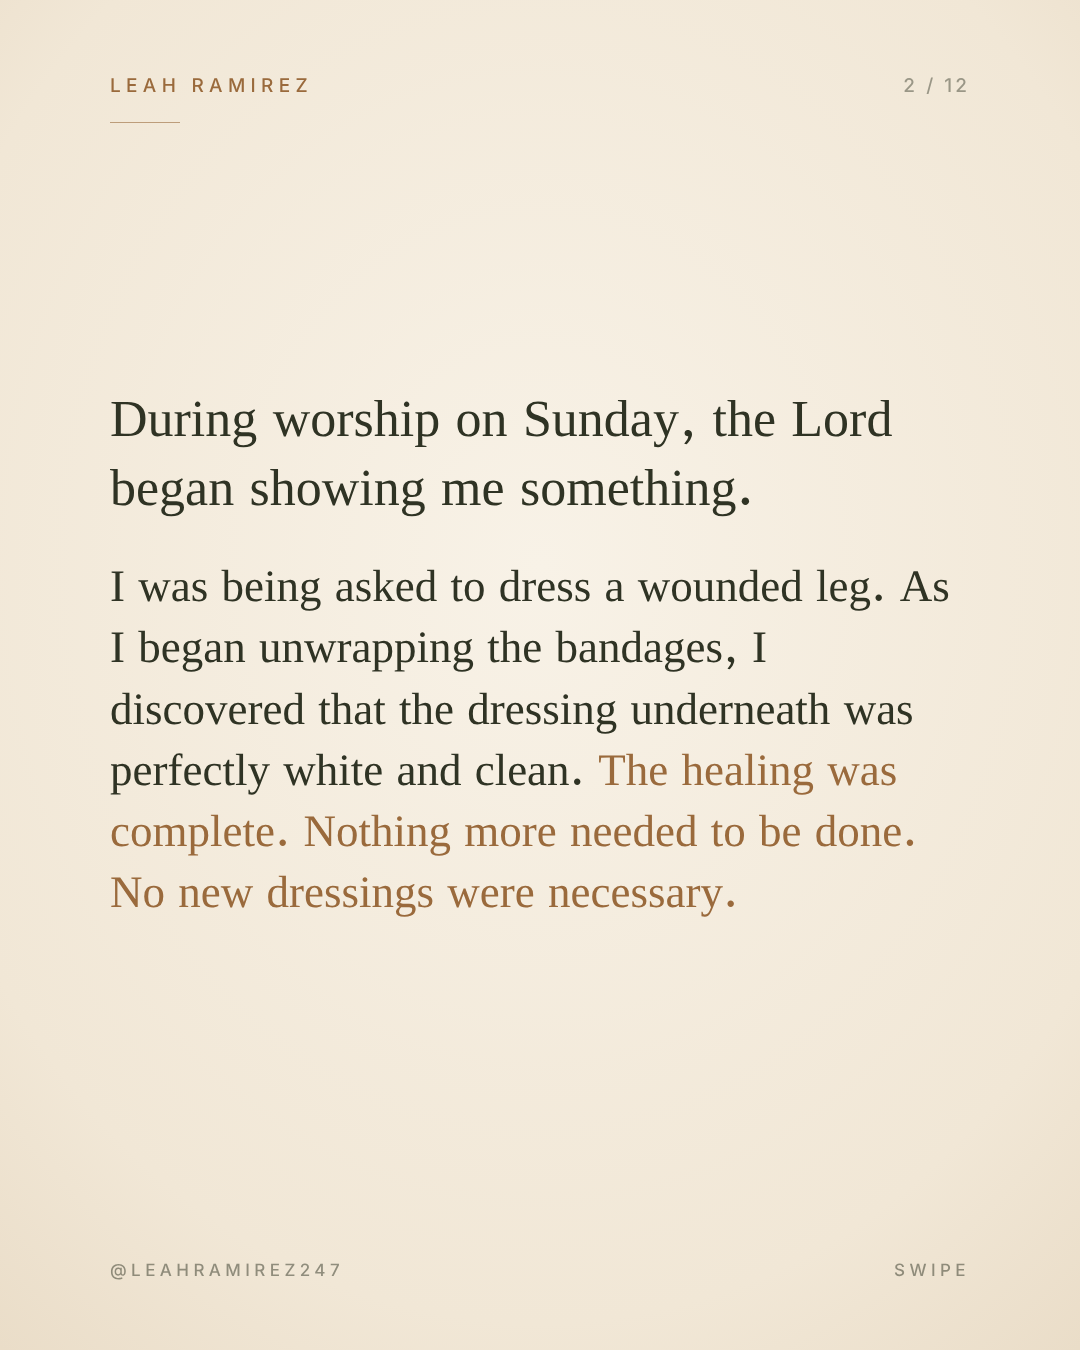 LEAH RAMIREZ
2 / 12
During worship on Sunday, the Lord
began showing me something.
I was being asked to dress a wounded leg. As
I began unwrapping the bandages, I
discovered that the dressing underneath was
perfectly white and clean. The healing was
complete. Nothing more needed to be done.
No new dressings were necessary.
@LEAHRAMIREZ247
SWIPE